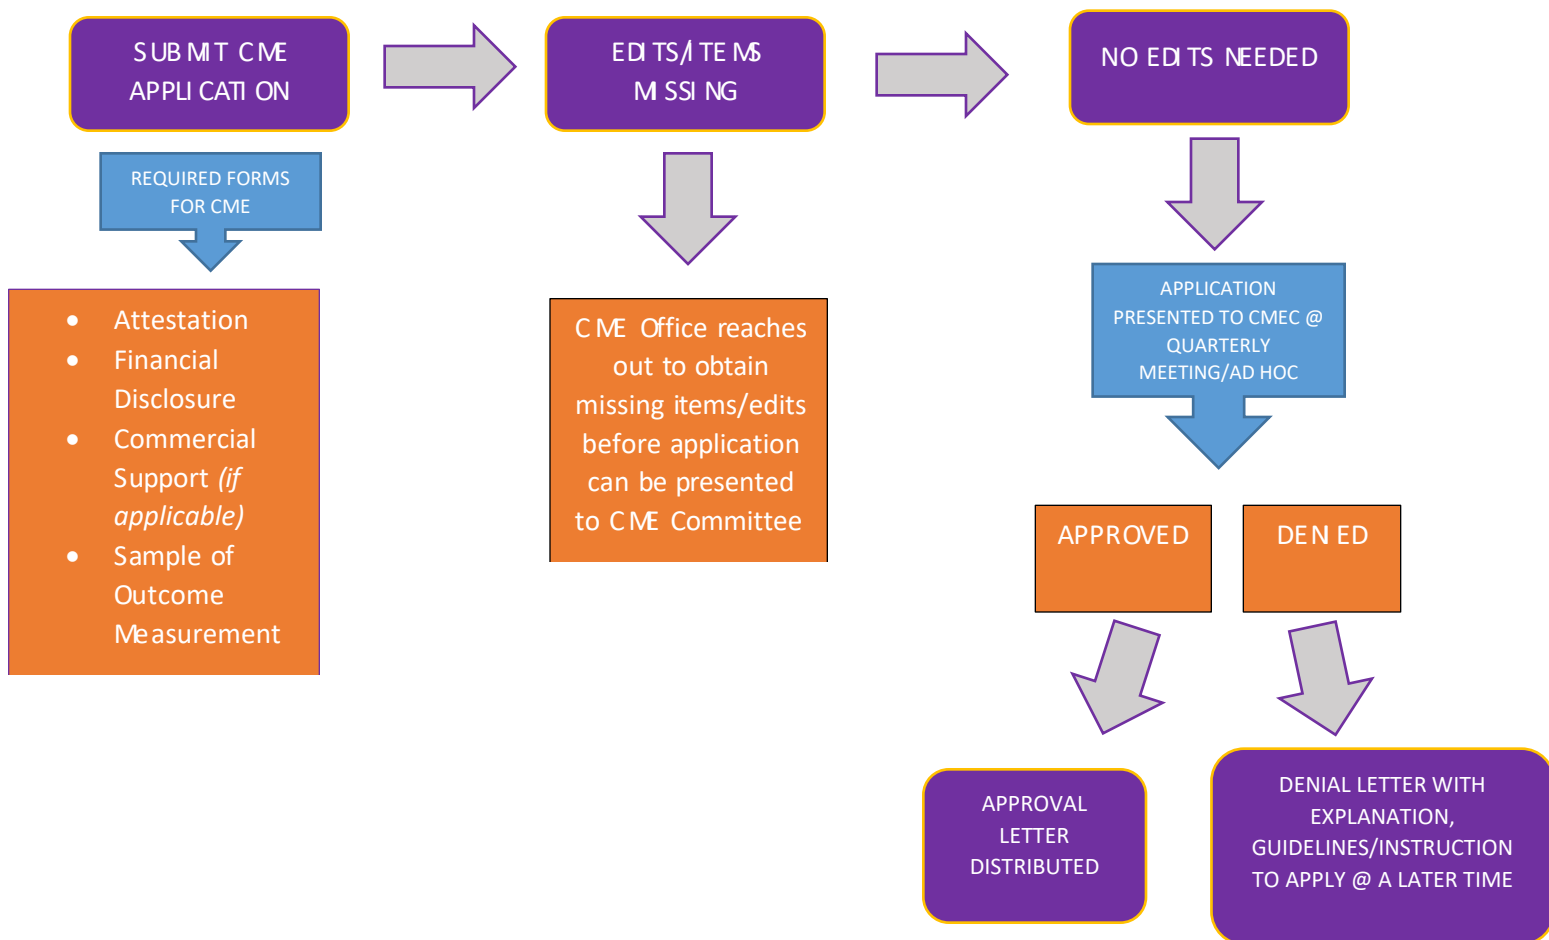 SUBMIT CME
APPLICATION
EDITS/ITEMS
MISSING
NO EDITS NEEDED
REQUIRED FORMS
FOR CME
• Attestation
• Financial
Disclosure
• Commercial
Support (if
applicable)
• Sample of
Outcome
Measurement
CME Office reaches
out to obtain
missing items/edits
before application
can be presented
to CME Committee
APPLICATION
PRESENTED TO CMEC @
QUARTERLY
MEETING/AD HOC
APPROVED
DENIED
APPROVAL
LETTER
DISTRIBUTED
DENIAL LETTER WITH
EXPLANATION,
GUIDELINES/INSTRUCTION
TO APPLY @ A LATER TIME